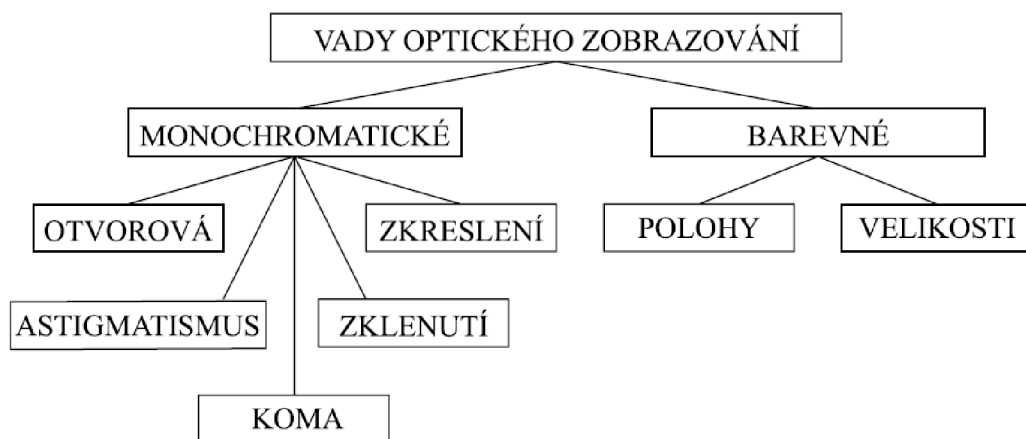 VADY OPTICKÉHO ZOBRAZOVÁNÍ
MONOCHROMATICKÉ
BAREVNÉ
OTVOROVÁ
ZKRESLENÍ
POLOHY
VELIKOSTI
ASTIGMATISMUS
ZKLENUTÍ
KOMA